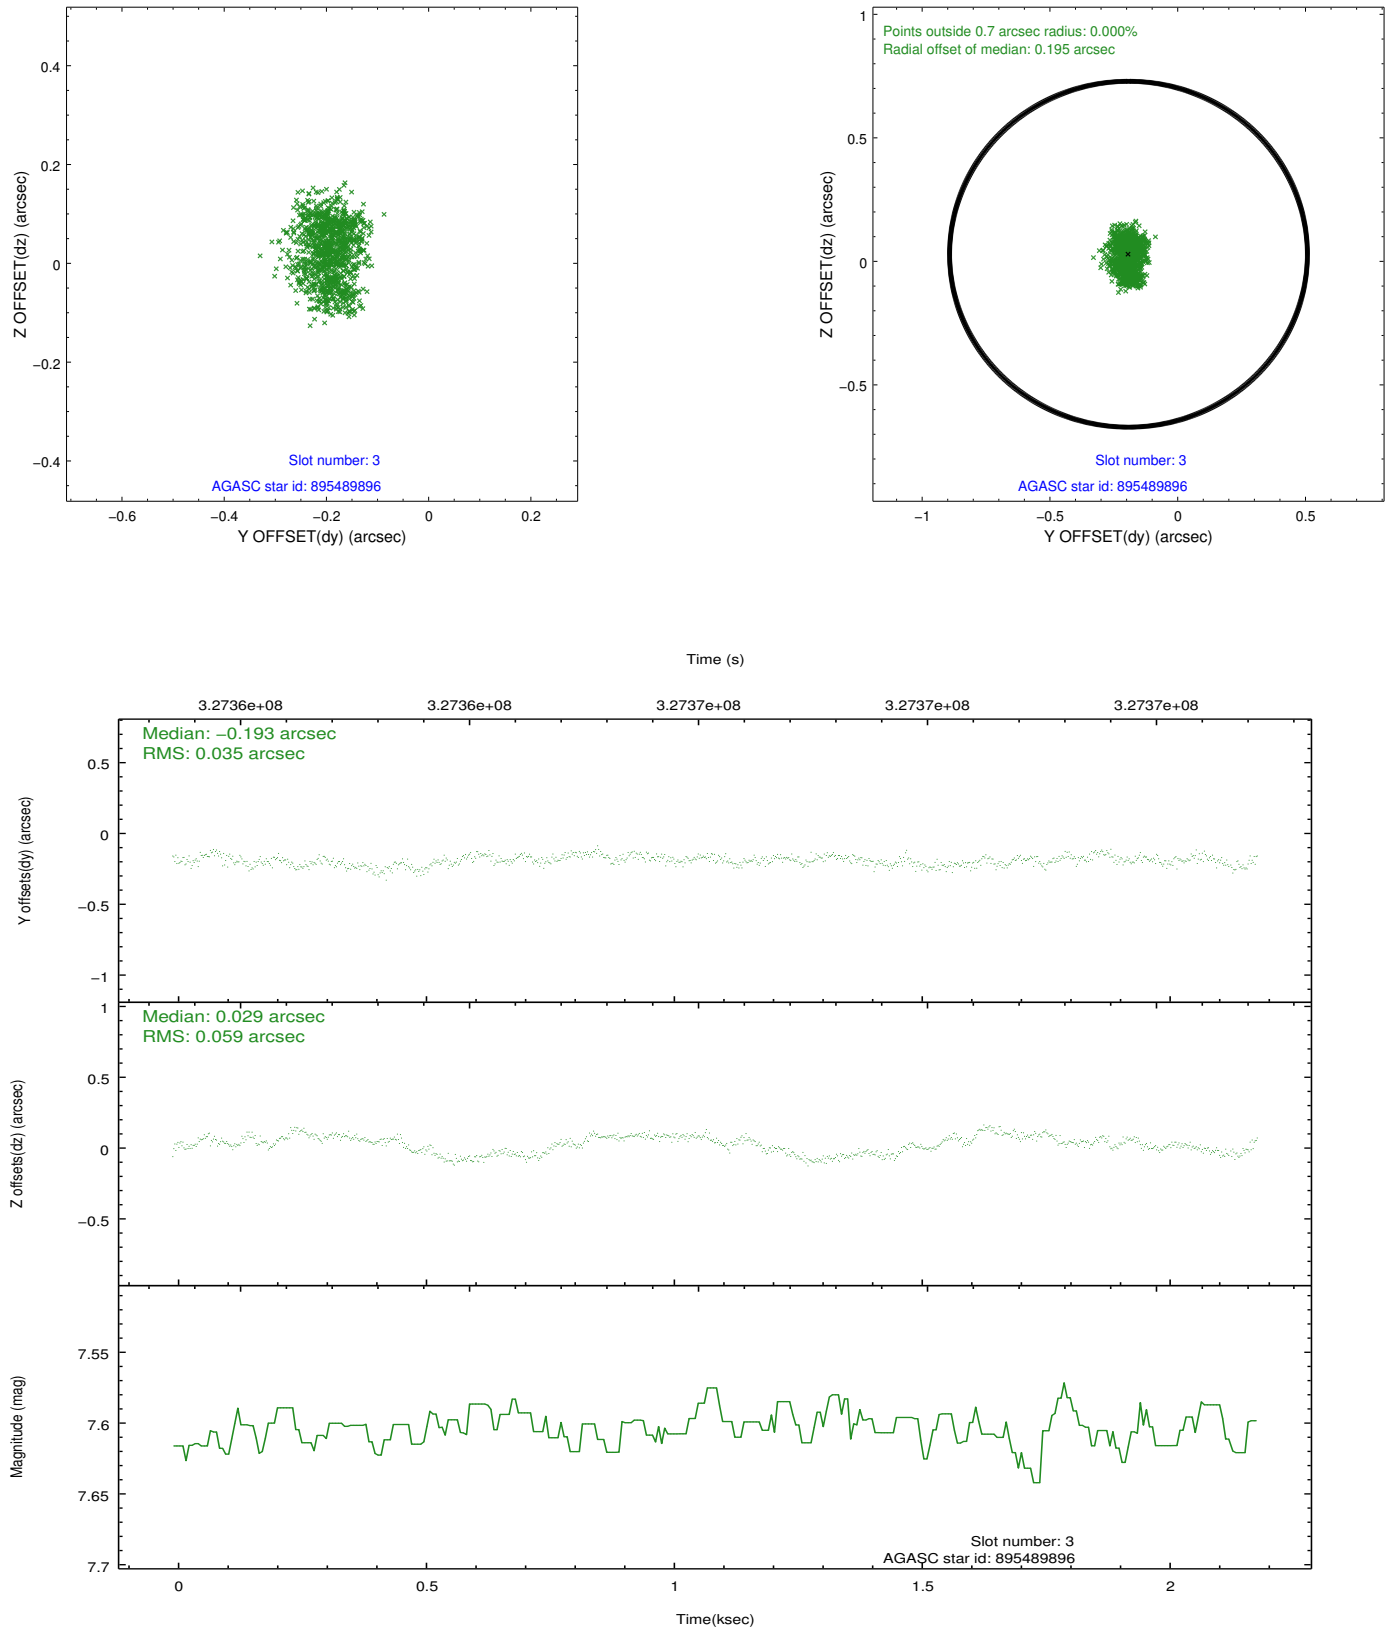 0.4
0.2
0
−0.2
−0.4
Z OFFSET(dz) (arcsec)
Slot number: 3
AGASC star id: 895489896
−0.6
−0.4
−0.2
0
0.2
Y OFFSET(dy) (arcsec)
Points outside 0.7 arcsec radius: 0.000%
Radial offset of median: 0.195 arcsec
1
0.5
0
−0.5
Z OFFSET(dz) (arcsec)
Slot number: 3
AGASC star id: 895489896
−1
−0.5
0
0.5
Y OFFSET(dy) (arcsec)
Time (s)
3.2736e+08
3.2736e+08
3.2737e+08
3.2737e+08
3.2737e+08
Median: −0.193 arcsec
RMS: 0.035 arcsec
0.5
0
−0.5
−1
Y offsets(dy) (arcsec)
Median: 0.029 arcsec
RMS: 0.059 arcsec
1
0.5
0
−0.5
Z offsets(dz) (arcsec)
7.55
7.6
7.65
7.7
Magnitude (mag)
Slot number: 3
AGASC star id: 895489896
0
0.5
1
1.5
2
Time(ksec)